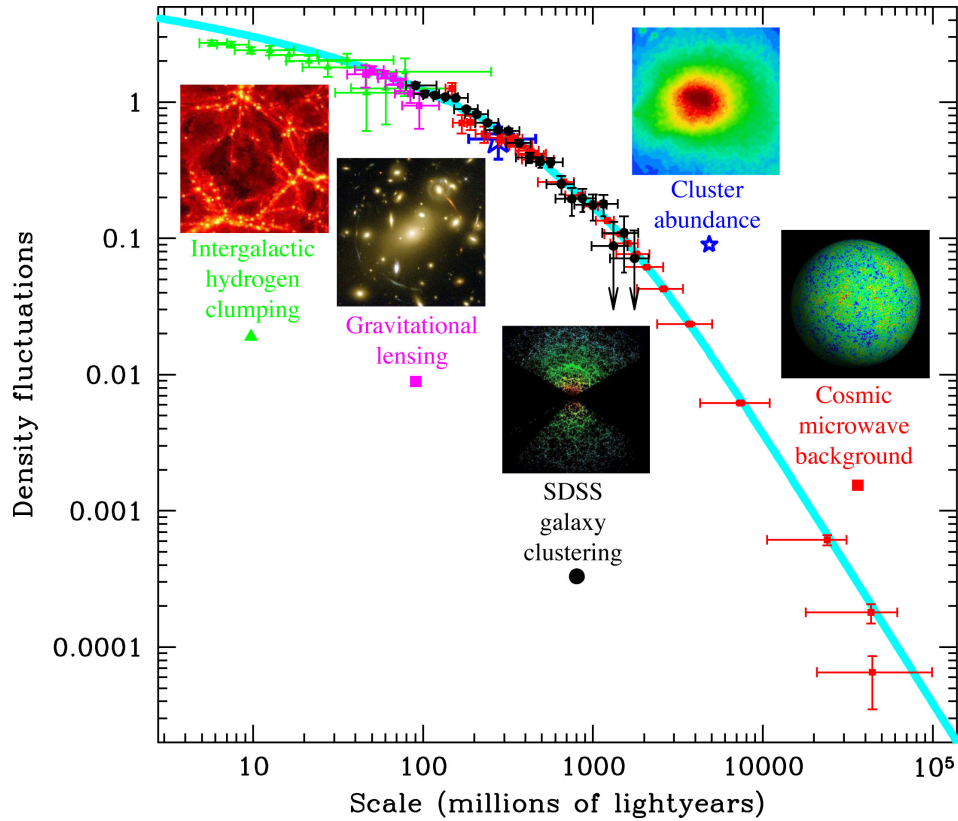 Density fluctuations
1
0.1
0.01
0.001
0.0001
Intergalactic
hydrogen
clumping
Gravitational
lensing
SDSS
galaxy
clustering
Cluster
abundance
Cosmic
microwave
background
10
100
1000
10000
10⁵
Scale (millions of lightyears)